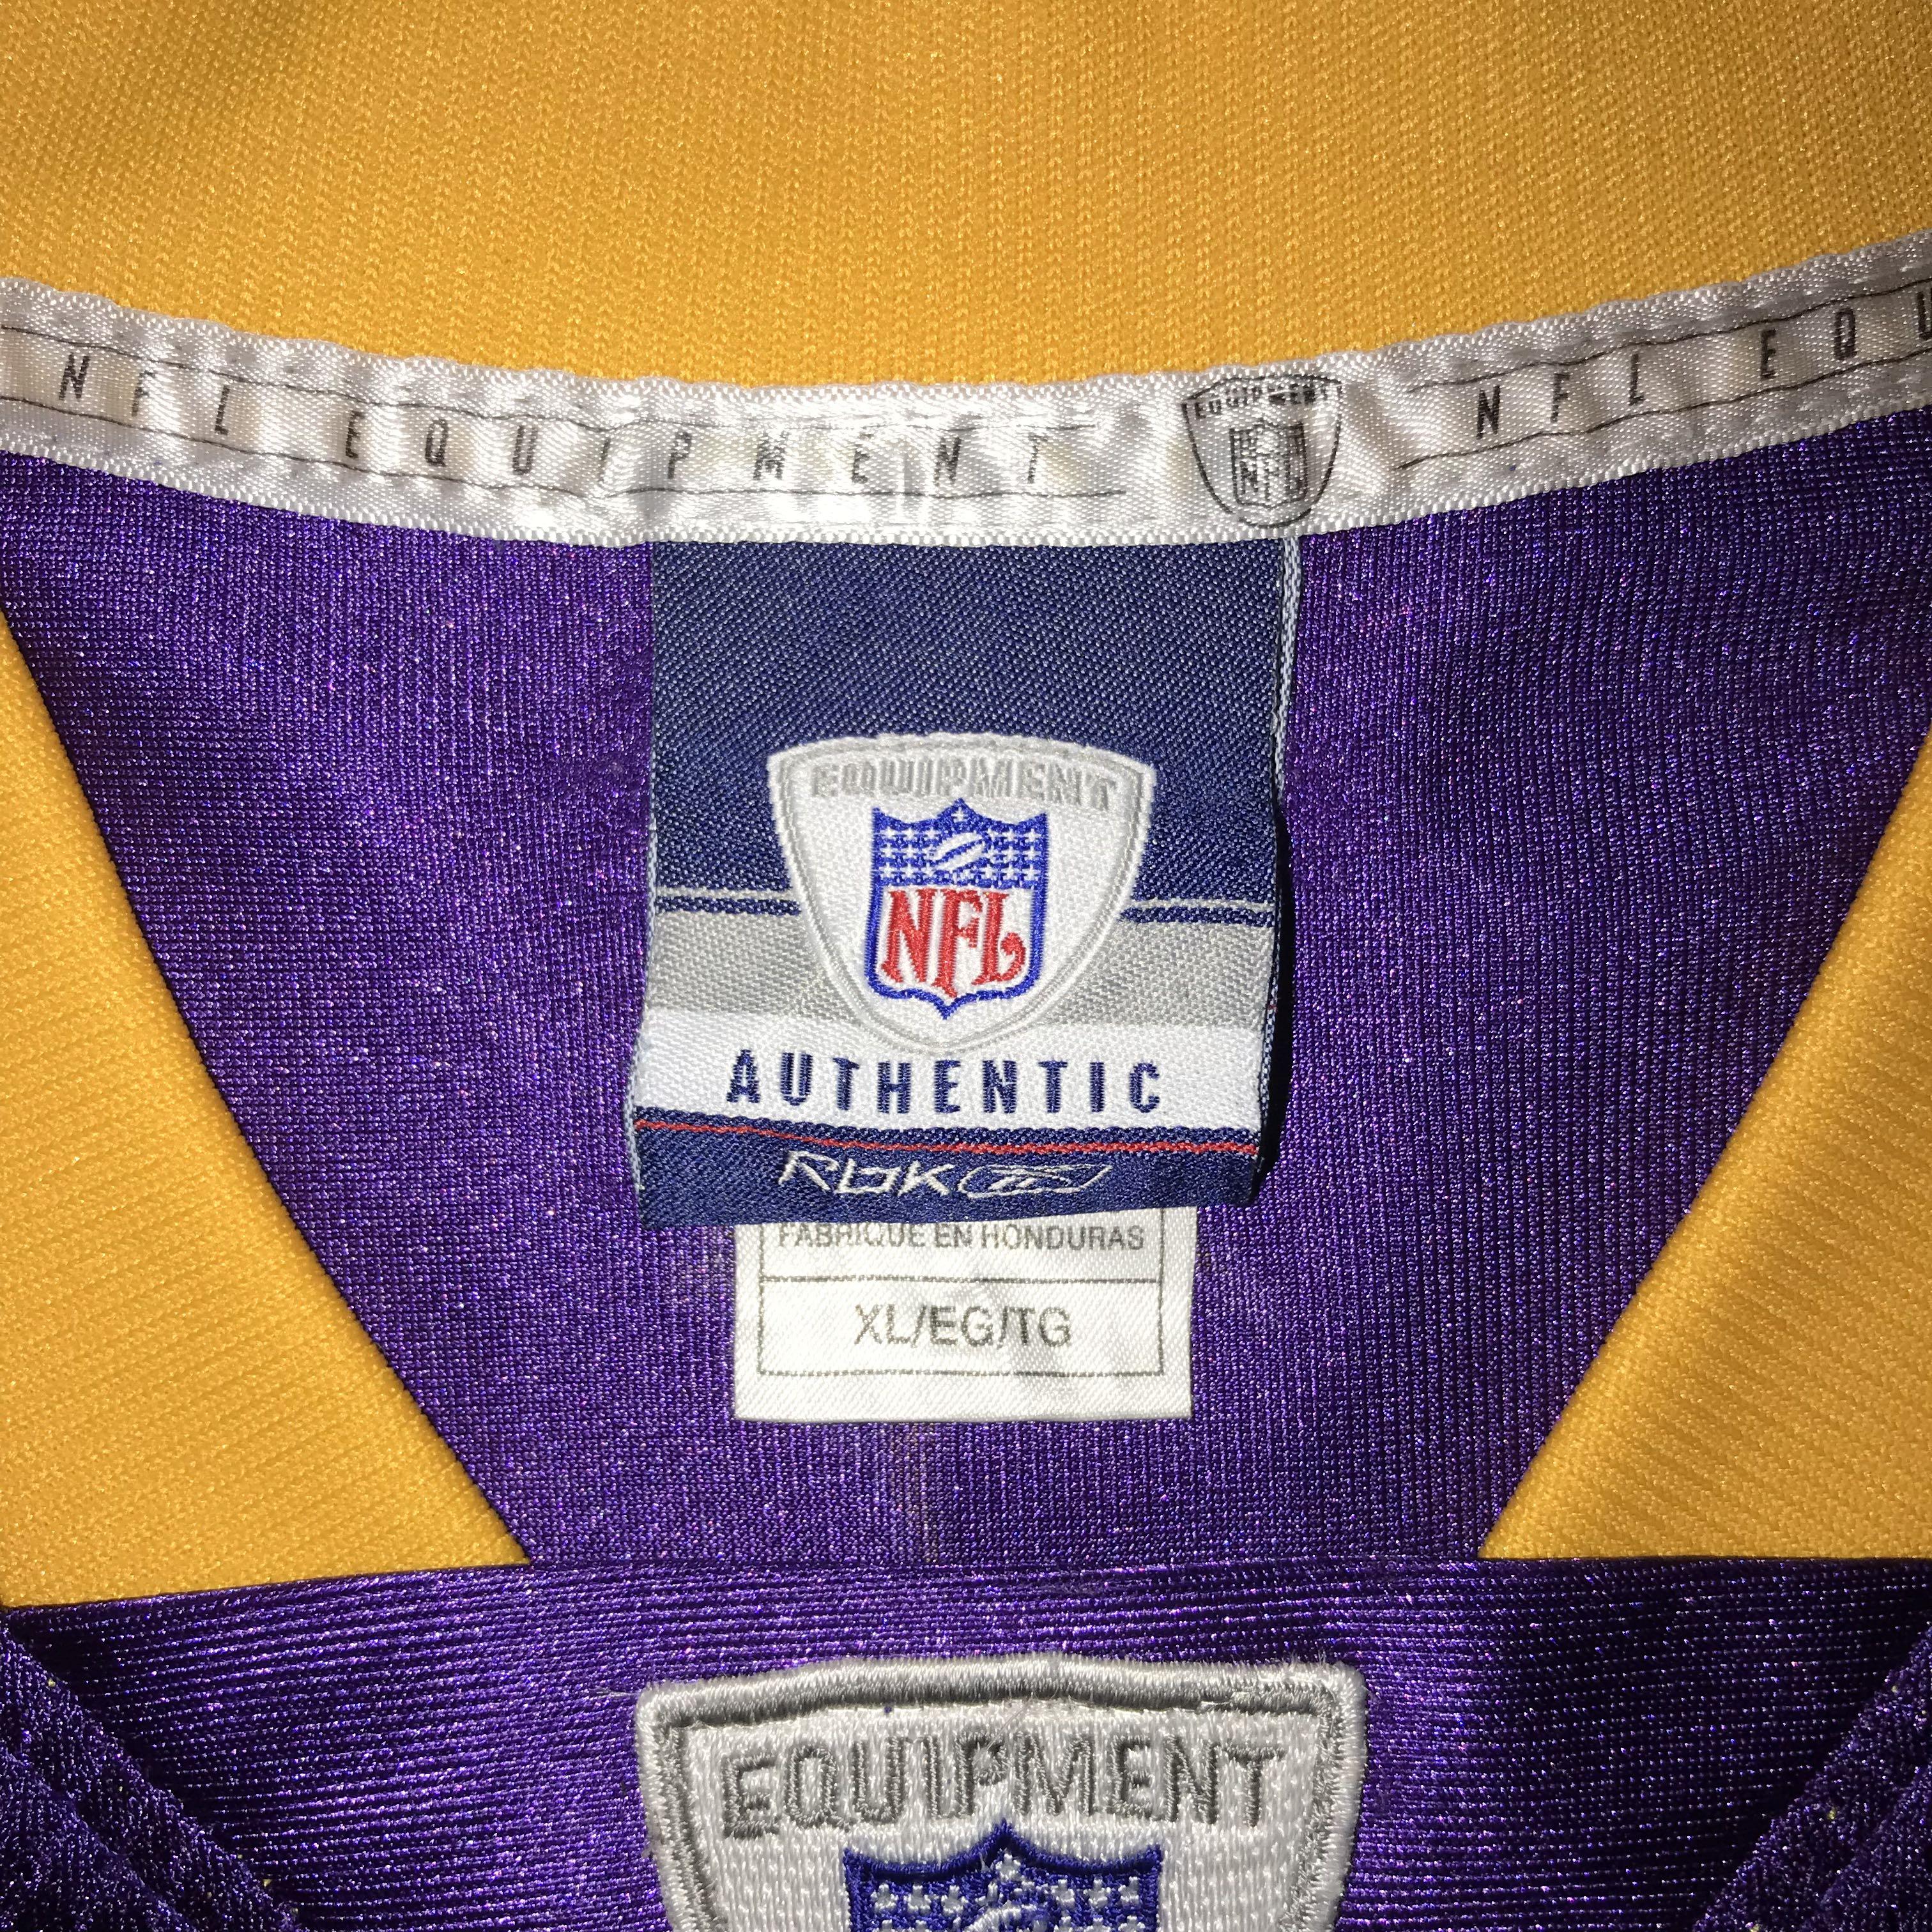 NFL EQUIPMENT
EQUIPMENT
NFL
NFL EQU
EQUIPMENT
NFL
AUTHENTIC
RbK
FABRIQUE EN HONDURAS
XL/EG/TG
EQUIPMENT